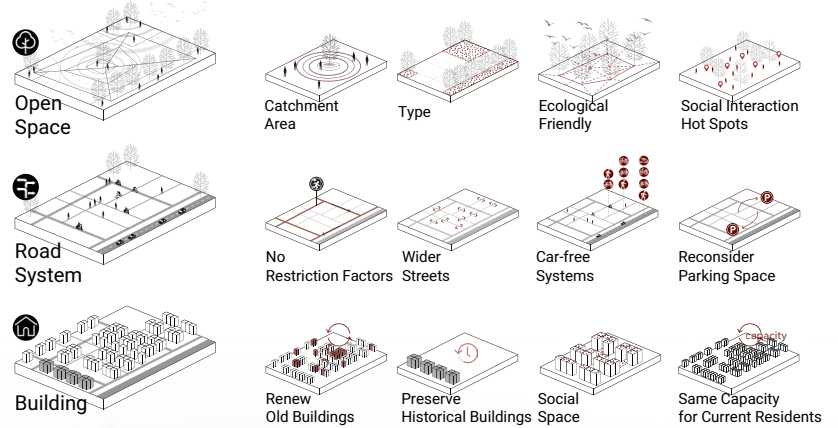 Open
Space
Catchment
Area
Type
Ecological
Friendly
Social Interaction
Hot Spots
Road
System
No
Restriction Factors
Wider
Streets
Car-free
Systems
P
P
Reconsider
Parking Space
Building
Renew
Old Buildings
Preserve
Historical Buildings
Social
Space
capacity
Same Capacity
for Current Residents